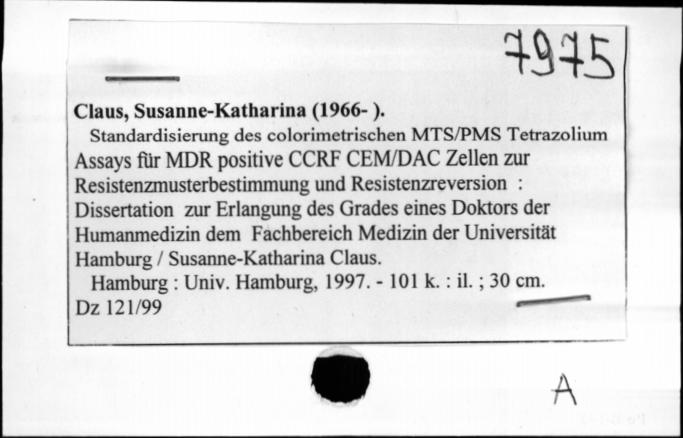 7975
Claus, Susanne-Katharina (1966- ).
Standardisierung des colorimetrischen MTS/PMS Tetrazolium
Assays für MDR positive CCRF CEM/DAC Zellen zur
Resistenzmusterbestimmung und Resistenzreversion :
Dissertation zur Erlangung des Grades eines Doktors der
Humanmedizin dem Fachbereich Medizin der Universität
Hamburg / Susanne-Katharina Claus.
Hamburg : Univ. Hamburg, 1997. - 101 k. : il. ; 30 cm.
Dz 121/99
A